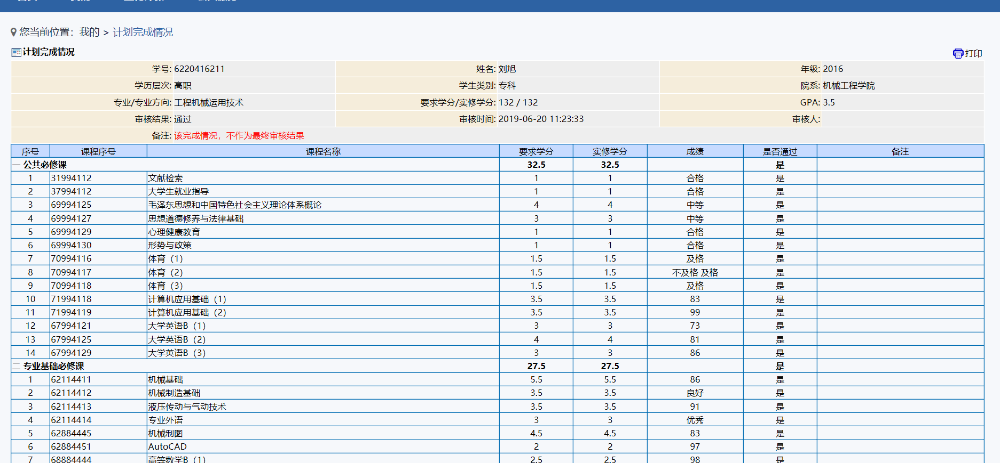 您当前位置：我的 > 计划完成情况
计划完成情况
打印
学号: 6220416211 姓名: 刘旭 年级: 2016
学历层次: 高职 学生类别: 专科 院系: 机械工程学院
专业/专业方向: 工程机械运用技术 要求学分/实修学分: 132 / 132 GPA: 3.5
审核结果: 通过 审核时间: 2019-06-20 11:23:33 审核人:
备注: 该完成情况，不作为最终审核结果
序号 课程序号 课程名称 要求学分 实修学分 成绩 是否通过 备注
一 公共必修课 32.5 32.5 是
1 31994112 文献检索 1 1 合格 是
2 37994112 大学生就业指导 1 1 合格 是
3 69994125 毛泽东思想和中国特色社会主义理论体系概论 4 4 中等 是
4 69994127 思想道德修养与法律基础 3 3 中等 是
5 69994129 心理健康教育 1 1 合格 是
6 69994130 形势与政策 1 1 合格 是
7 70994116 体育（1） 1.5 1.5 及格 是
8 70994117 体育（2） 1.5 1.5 不及格 及格 是
9 70994118 体育（3） 1.5 1.5 及格 是
10 71994118 计算机应用基础（1） 3.5 3.5 83 是
11 71994119 计算机应用基础（2） 3.5 3.5 99 是
12 67994121 大学英语B（1） 3 3 73 是
13 67994125 大学英语B（2） 4 4 81 是
14 67994129 大学英语B（3） 3 3 86 是
二 专业基础必修课 27.5 27.5 是
1 62114411 机械基础 5.5 5.5 86 是
2 62114412 机械制造基础 3.5 3.5 良好 是
3 62114413 液压传动与气动技术 3.5 3.5 91 是
4 62114414 专业外语 3 3 优秀 是
5 62884445 机械制图 4.5 4.5 83 是
6 62884451 AutoCAD 2 2 97 是
7 68884444 高等数学B（1） 2.5 2.5 98 是